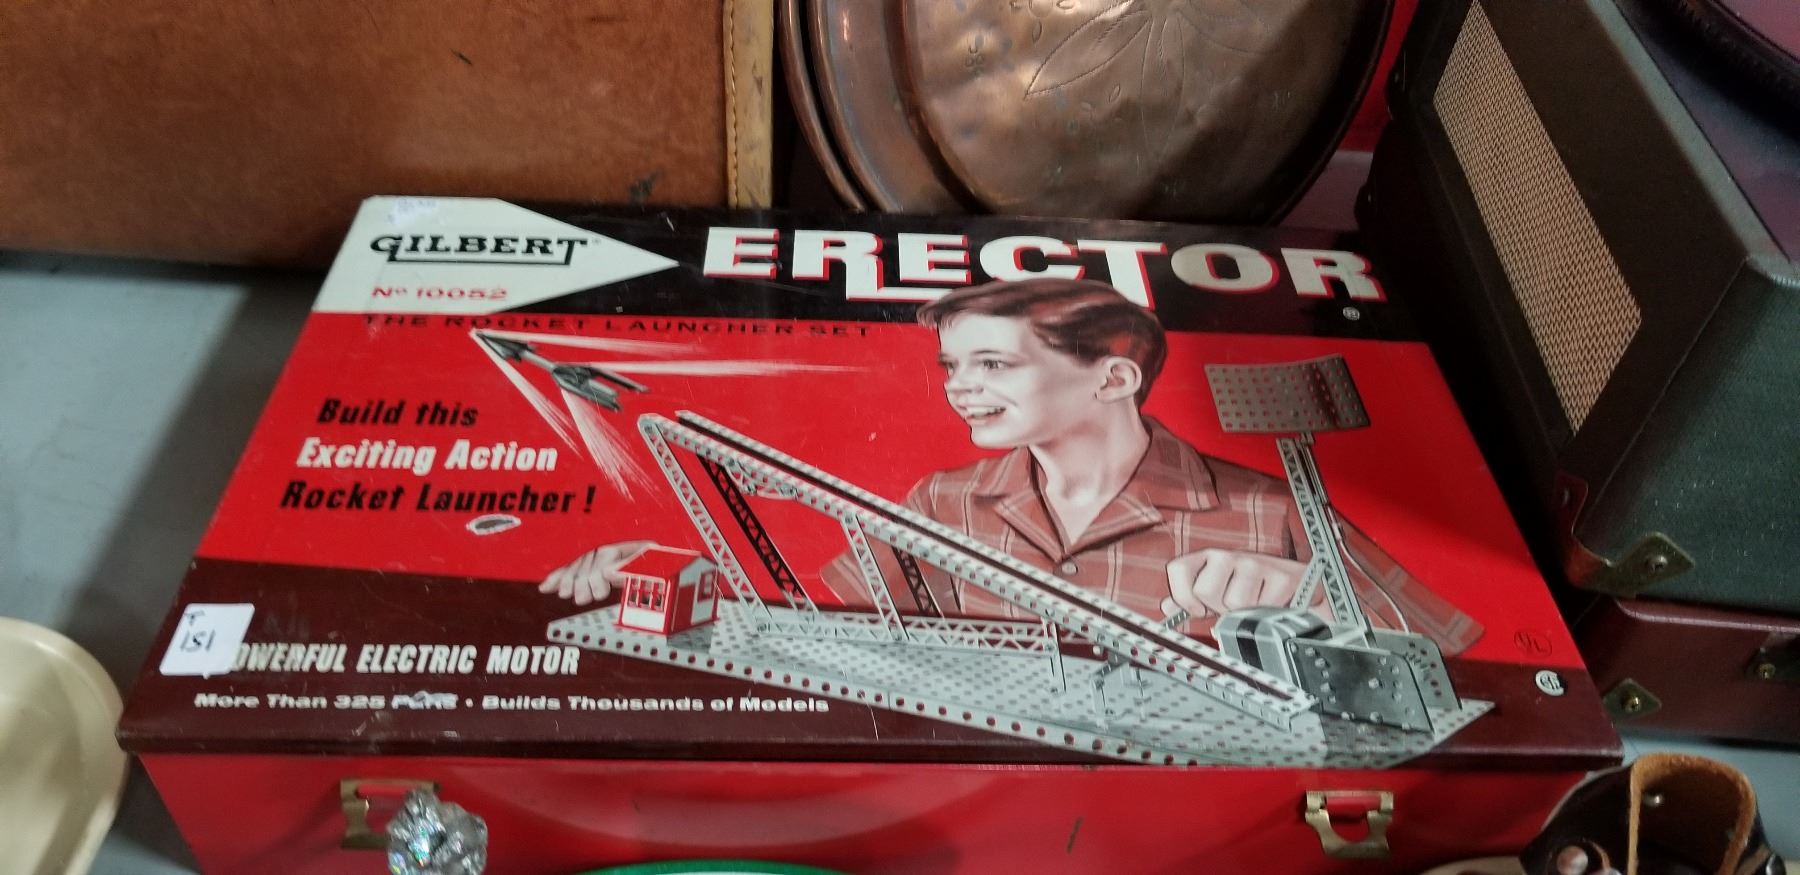 GILBERT®
ERECTOR®
No 10052
THE ROCKET LAUNCHER SET
Build this
Exciting Action
Rocket Launcher!
151
POWERFUL ELECTRIC MOTOR
More Than 325 Parts • Builds Thousands of Models
UL